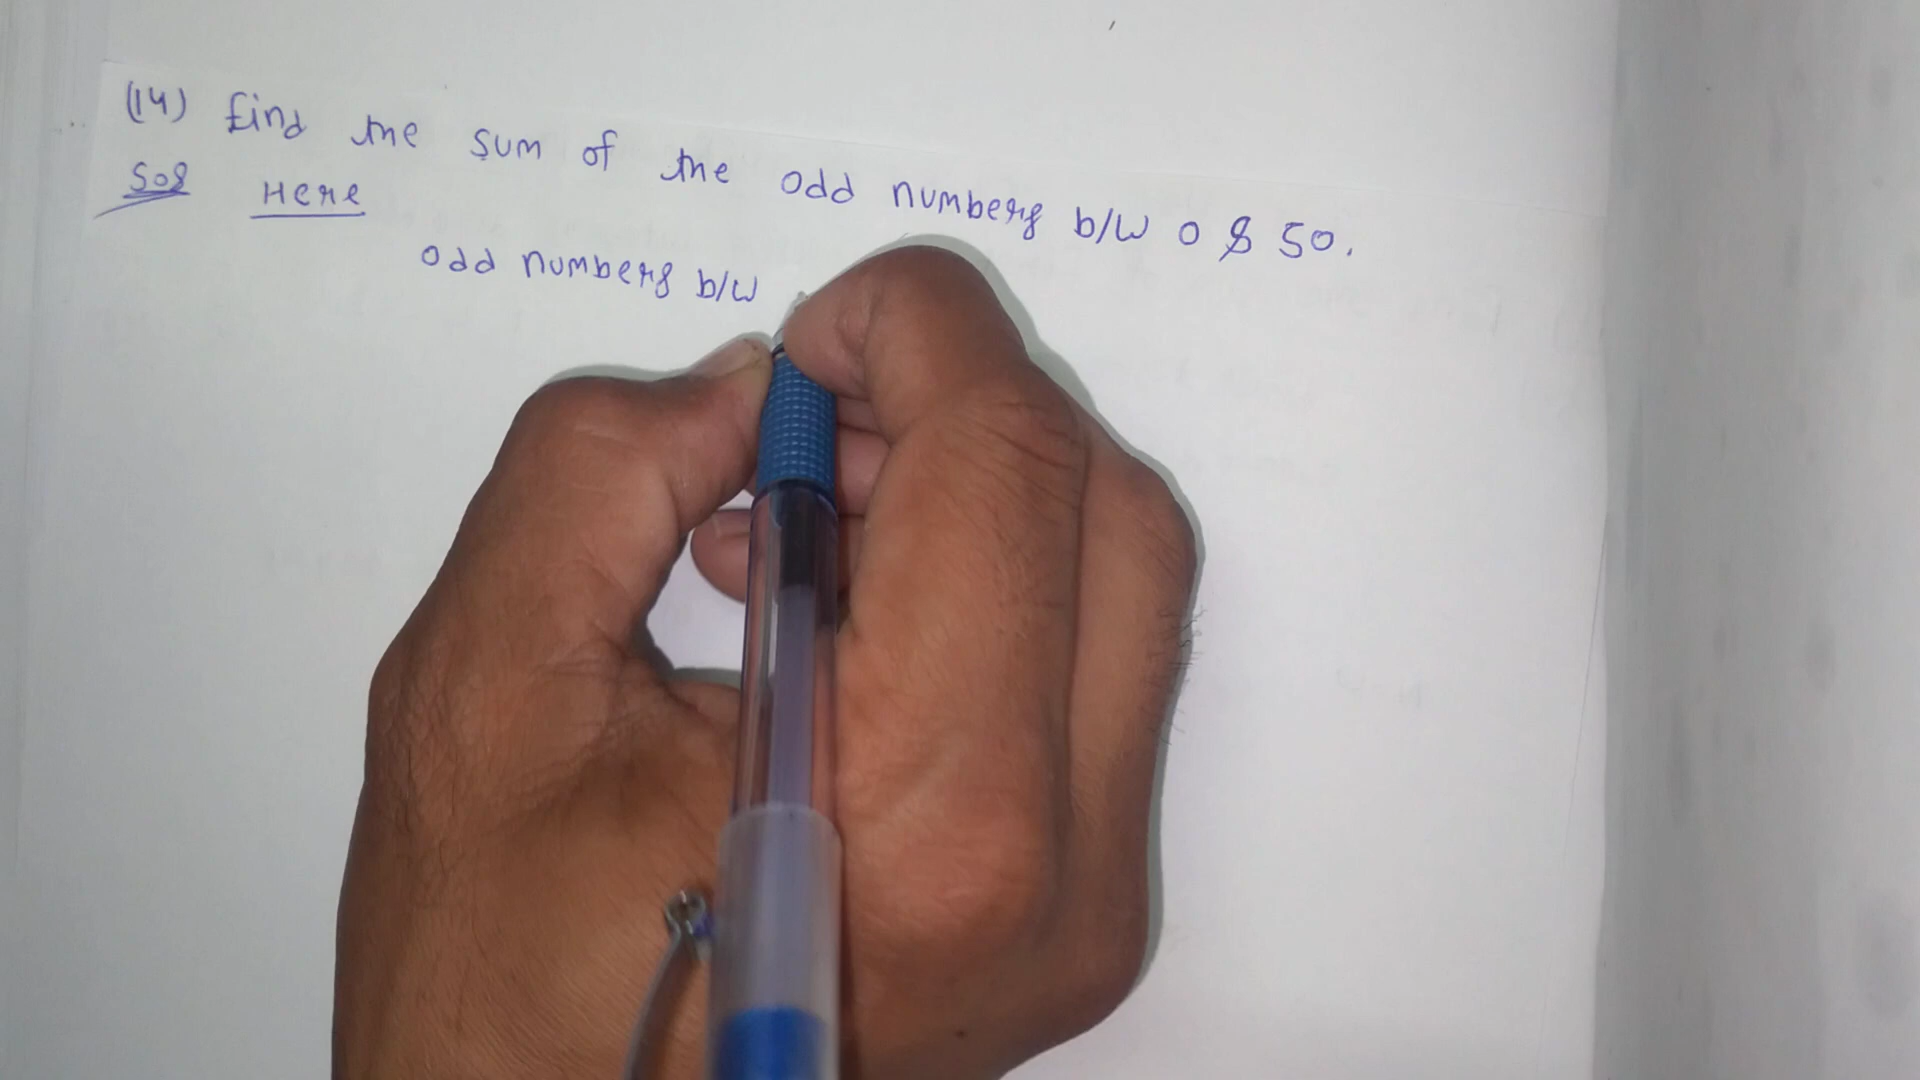 (14) find the sum of the odd numbers b/w 0 & 50.
Sol Here
odd numbers b/w